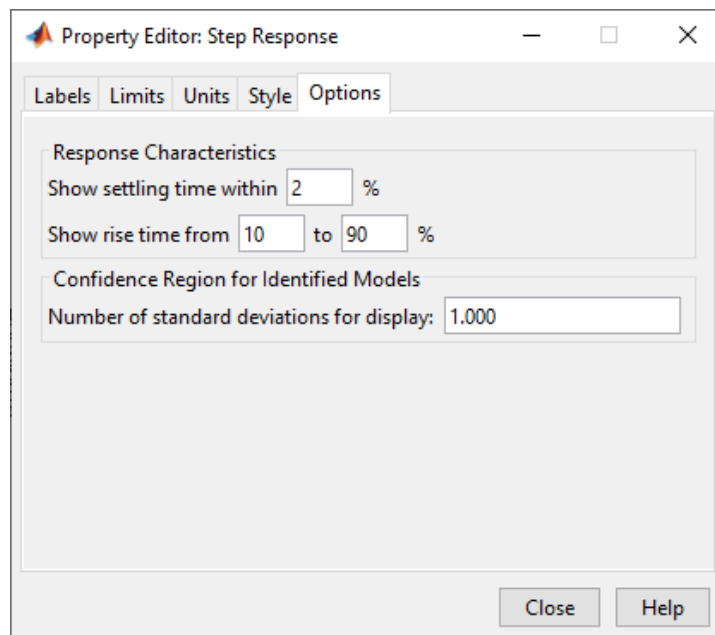 Property Editor: Step Response
Labels Limits Units Style Options
Response Characteristics
Show settling time within 2 %
Show rise time from 10 to 90 %
Confidence Region for Identified Models
Number of standard deviations for display: 1.000
Close Help